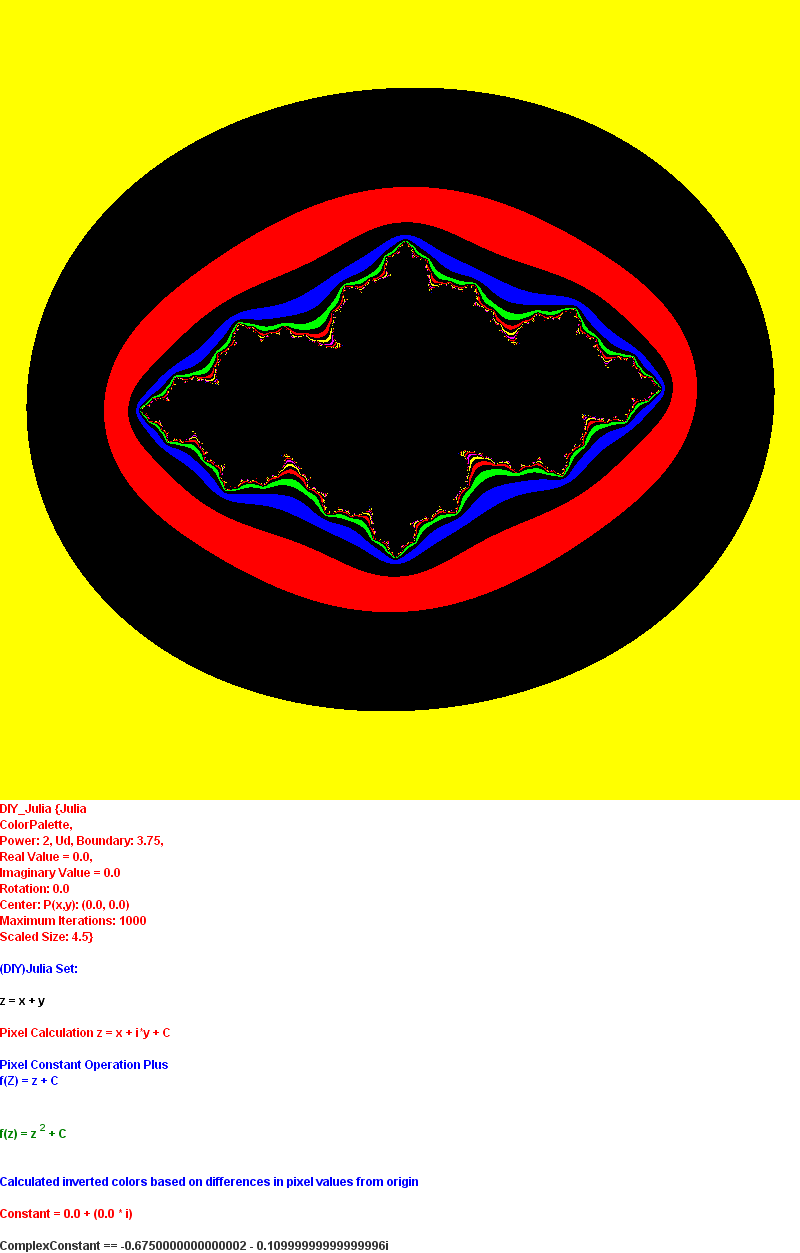 DIY_Julia {Julia
ColorPalette,
Power: 2, Ud, Boundary: 3.75,
Real Value = 0.0,
Imaginary Value = 0.0
Rotation: 0.0
Center: P(x,y): (0.0, 0.0)
Maximum Iterations: 1000
Scaled Size: 4.5}
(DIY)Julia Set:
z = x + y
Pixel Calculation z = x + i*y + C
Pixel Constant Operation Plus
f(Z) = z + C
f(z) = z 2 + C
Calculated inverted colors based on differences in pixel values from origin
Constant = 0.0 + (0.0 * i)
ComplexConstant == -0.6750000000000002 - 0.10999999999999996i